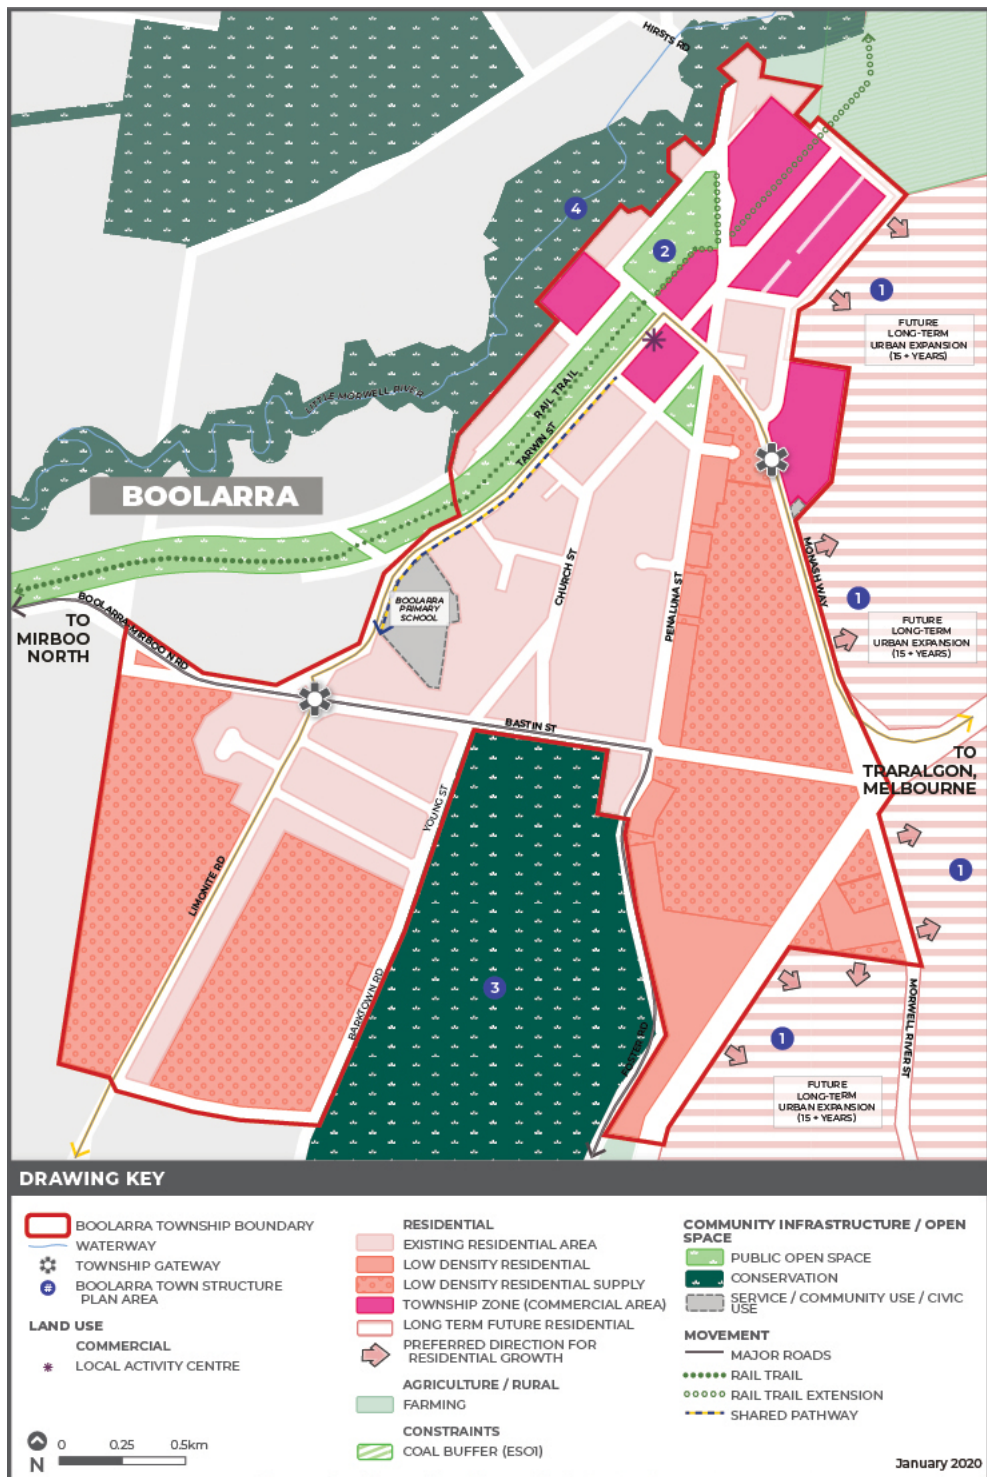 HIRSTS RD
4
2
1
FUTURE
LONG-TERM
URBAN EXPANSION
(15 + YEARS)
LITTLE MORWELL RIVER
RAIL TRAIL
TARWIN ST
BOOLARRA
CHURCH ST
PENALUNA ST
MONASH WAY
1
BOOLARRA
PRIMARY
SCHOOL
FUTURE
LONG-TERM
URBAN EXPANSION
(15 + YEARS)
TO
MIRBOO
NORTH
BOOLARRA-MIRBOO N RD
BASTIN ST
TO
TRARALGON,
MELBOURNE
YOUNG ST
LIMONITE RD
1
3
BARKTOWN RD
FOSTER RD
MORWELL RIVER ST
1
FUTURE
LONG-TERM
URBAN EXPANSION
(15 + YEARS)
DRAWING KEY
BOOLARRA TOWNSHIP BOUNDARY
WATERWAY
TOWNSHIP GATEWAY
# BOOLARRA TOWN STRUCTURE
PLAN AREA
LAND USE
COMMERCIAL
LOCAL ACTIVITY CENTRE
0 0.25 0.5km
N
RESIDENTIAL
EXISTING RESIDENTIAL AREA
LOW DENSITY RESIDENTIAL
LOW DENSITY RESIDENTIAL SUPPLY
TOWNSHIP ZONE (COMMERCIAL AREA)
LONG TERM FUTURE RESIDENTIAL
PREFERRED DIRECTION FOR
RESIDENTIAL GROWTH
AGRICULTURE / RURAL
FARMING
CONSTRAINTS
COAL BUFFER (ESO1)
COMMUNITY INFRASTRUCTURE / OPEN
SPACE
PUBLIC OPEN SPACE
CONSERVATION
SERVICE / COMMUNITY USE / CIVIC
USE
MOVEMENT
MAJOR ROADS
RAIL TRAIL
RAIL TRAIL EXTENSION
SHARED PATHWAY
January 2020